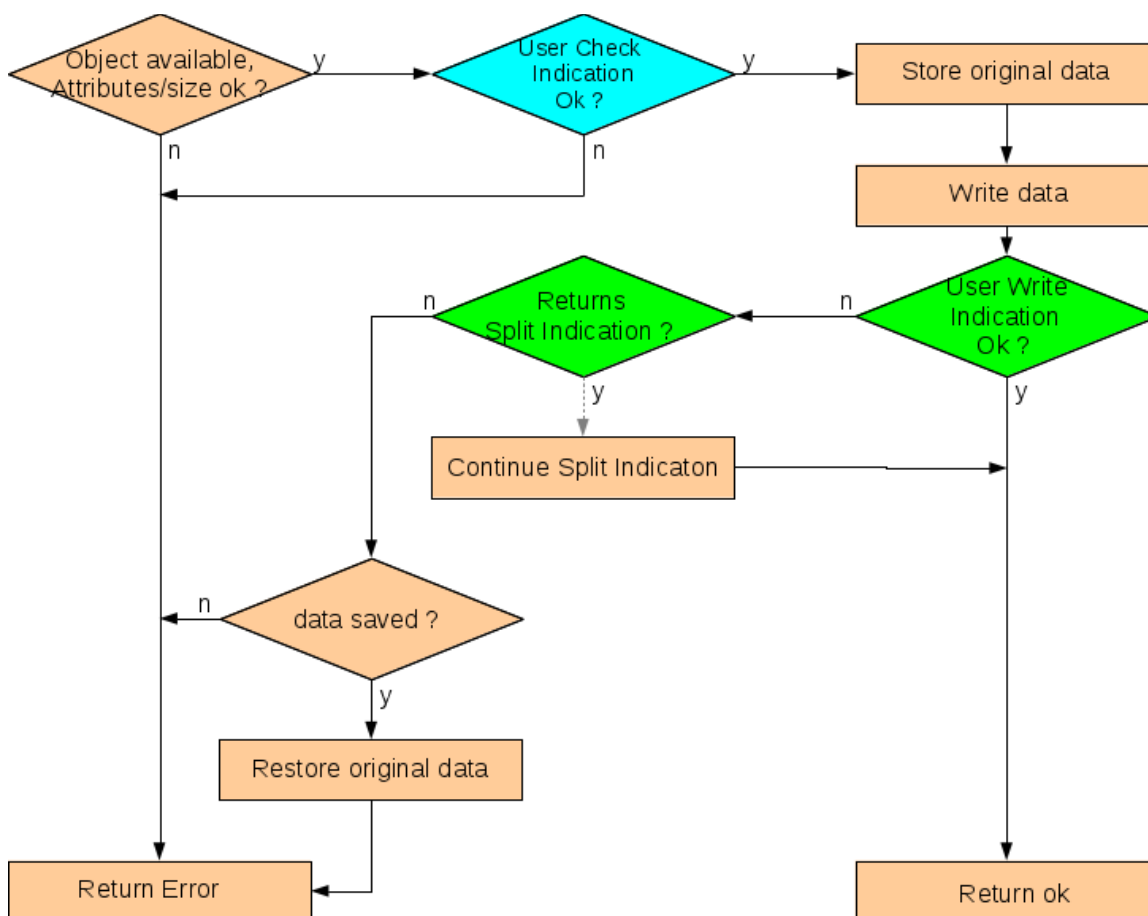 Object available,
Attributes/size ok ?
y
User Check
Indication
Ok ?
y
Store original data
n
n
Write data
n
Returns
Split Indication ?
n
User Write
Indication
Ok ?
y
y
Continue Split Indicaton
n
data saved ?
y
Restore original data
Return Error
Return ok